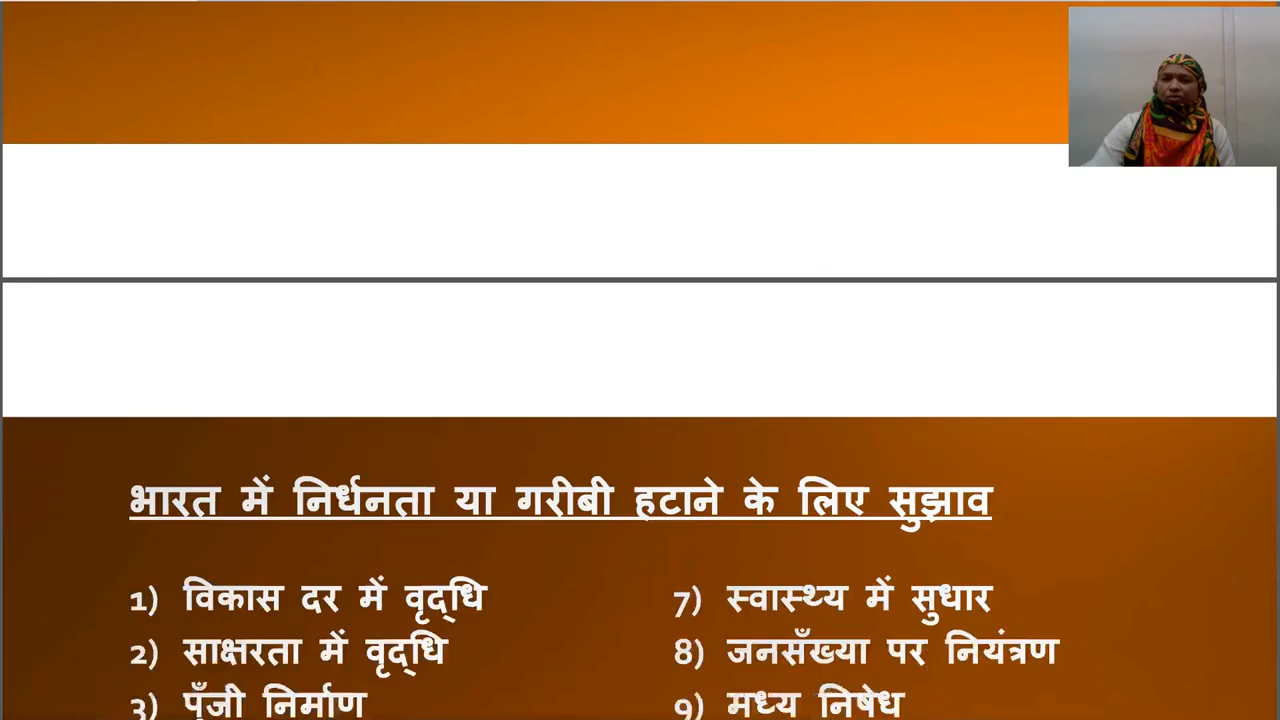 भारत में निर्धनता या गरीबी हटाने के लिए सुझाव
1) विकास दर में वृद्धि
2) साक्षरता में वृद्धि
3) पूँजी निर्माण
7) स्वास्थ्य में सुधार
8) जनसँख्या पर नियंत्रण
9) मध्य निषेध